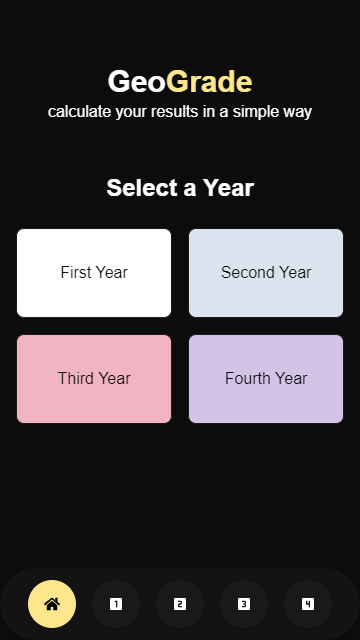 GeoGrade
calculate your results in a simple way
Select a Year
First Year
Second Year
Third Year
Fourth Year
1
2
3
4